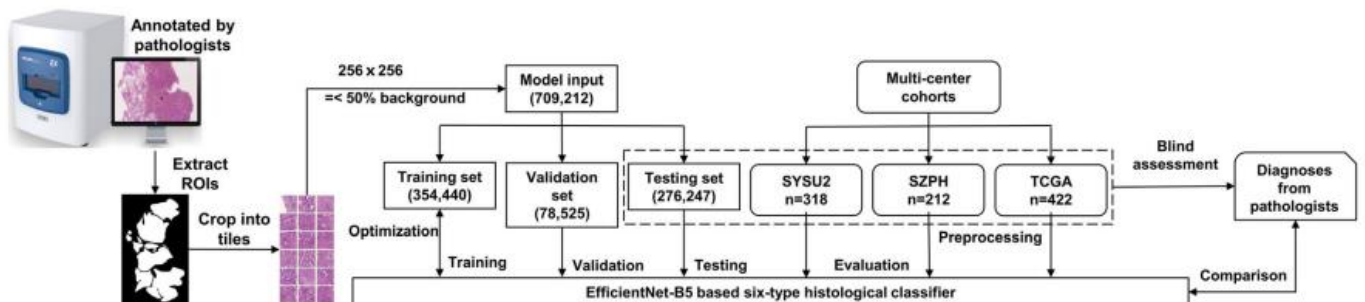 Annotated by
pathologists
Extract
ROIs
Crop into
tiles
256 x 256
=< 50% background
Model input
(709,212)
Training set
(354,440)
Validation
set
(78,525)
Testing set
(276,247)
Multi-center
cohorts
SYSU2
n=318
SZPH
n=212
TCGA
n=422
Blind
assessment
Diagnoses
from
pathologists
Optimization
Training
Validation
Testing
Evaluation
Preprocessing
Comparison
EfficientNet-B5 based six-type histological classifier